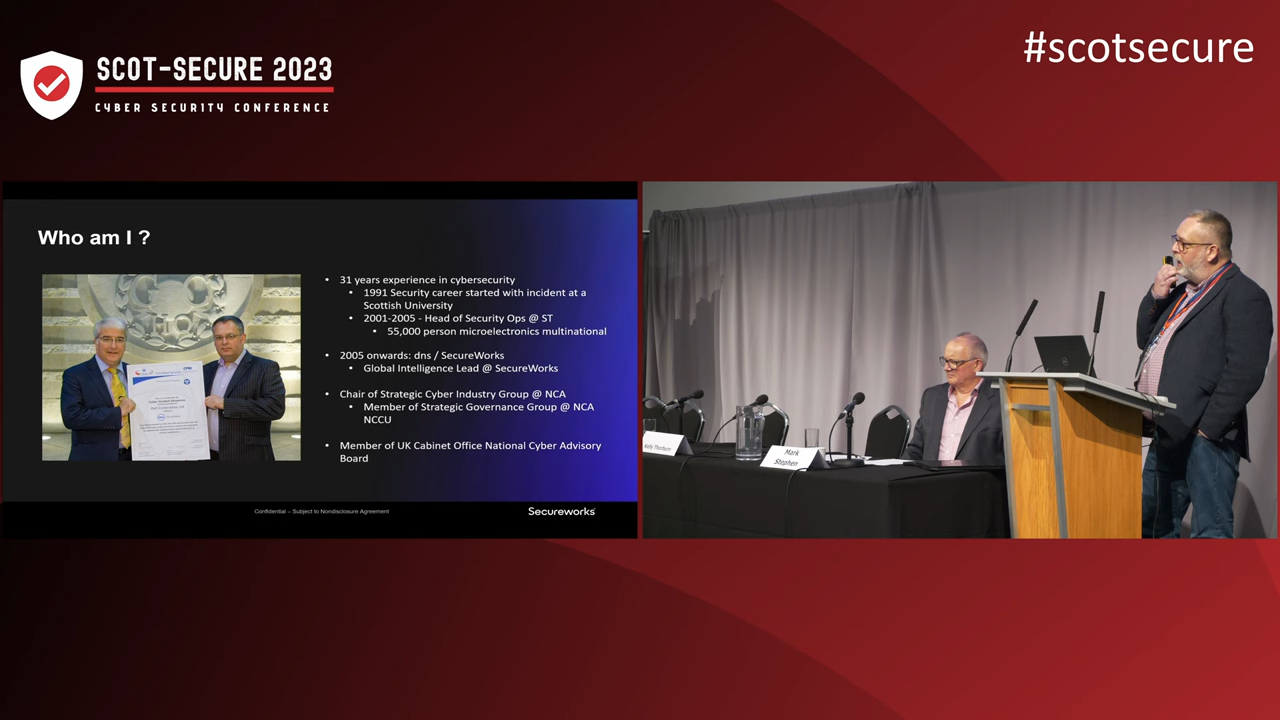 SCOT-SECURE 2023
CYBER SECURITY CONFERENCE
#scotsecure
Who am I ?
• 31 years experience in cybersecurity
• 1991 Security career started with incident at a
Scottish University
• 2001-2005 - Head of Security Ops @ ST
• 55,000 person microelectronics multinational
• 2005 onwards: dns / SecureWorks
• Global Intelligence Lead @ SecureWorks
• Chair of Strategic Cyber Industry Group @ NCA
• Member of Strategic Governance Group @ NCA
NCCU
• Member of UK Cabinet Office National Cyber Advisory
Board
Confidential – Subject to Nondisclosure Agreement
Secureworks
Kelly
Mark
Stephen